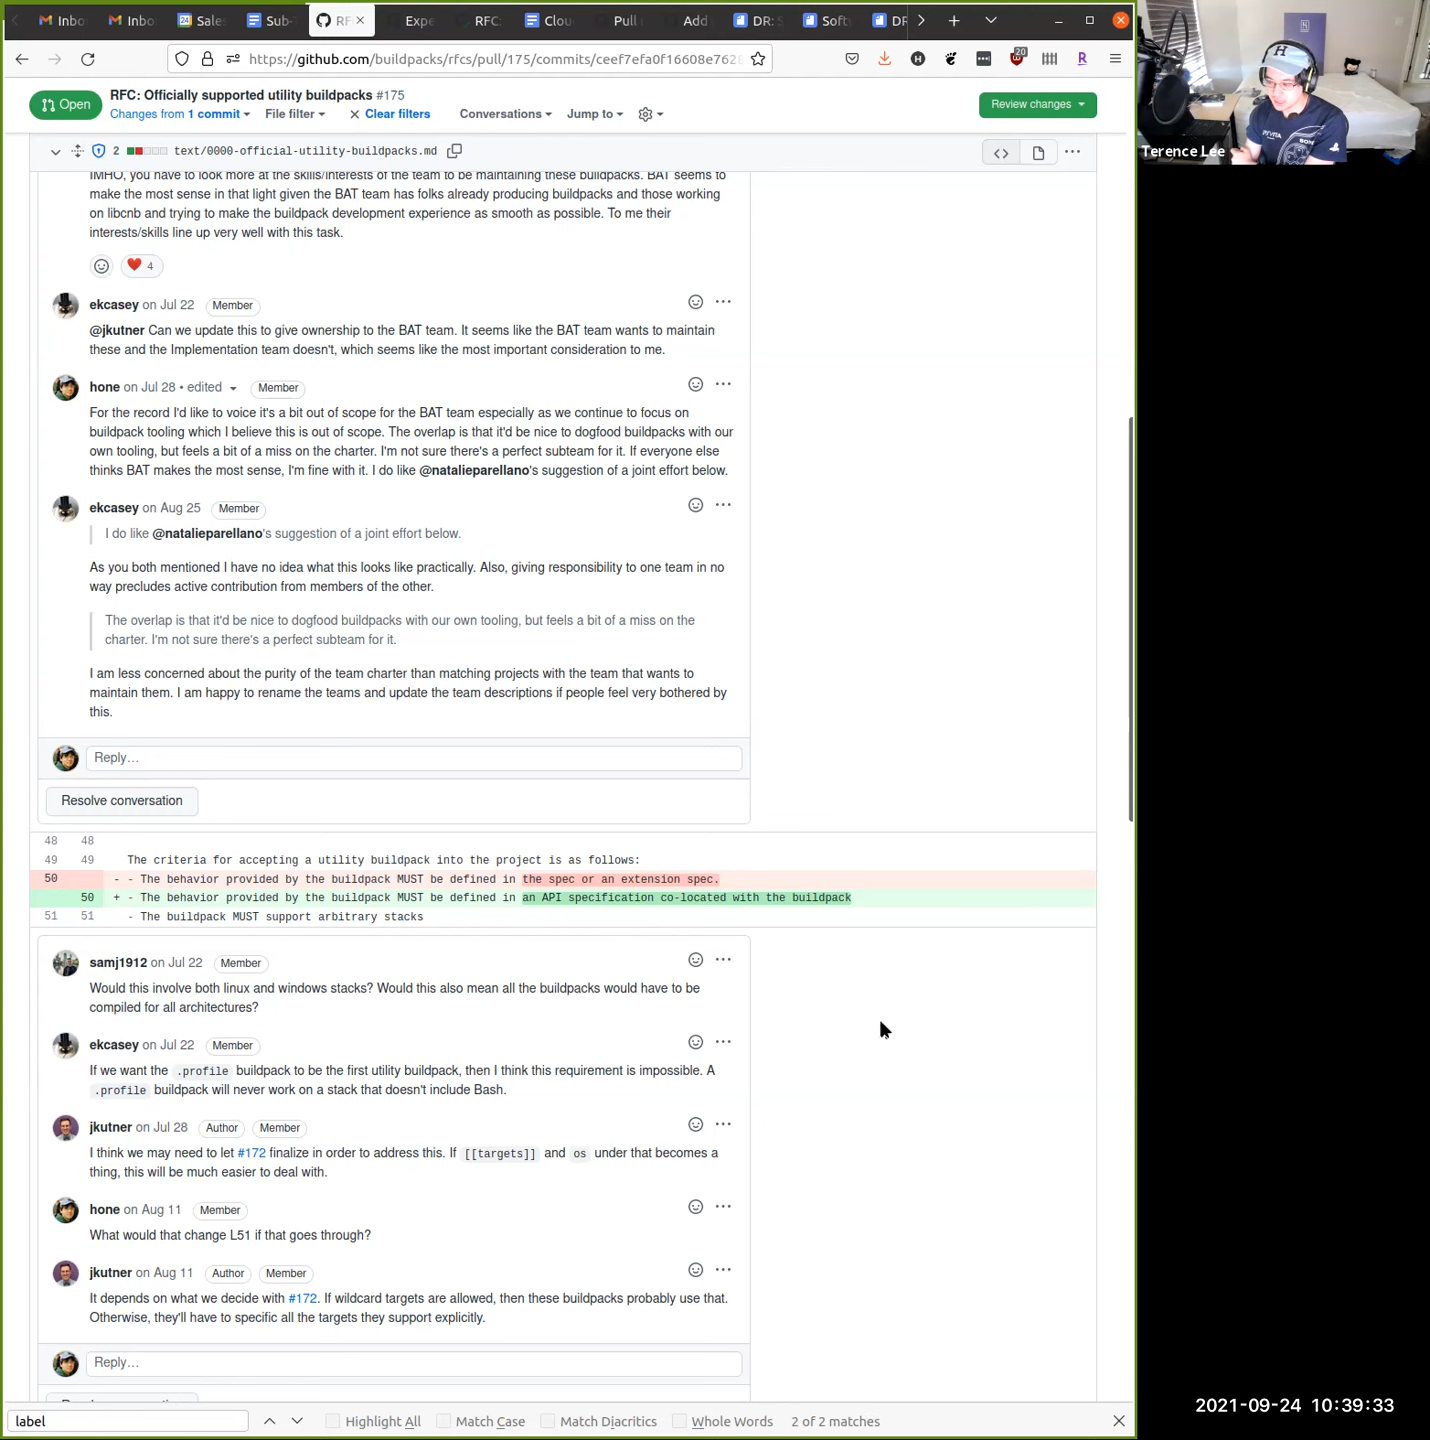 Inbo
Inbo
24
Sales
Sub-
RF
Expe
RFC:
Clou
Pull
Add
DR: S
Soft
DR
https://github.com/buildpacks/rfcs/pull/175/commits/ceef7efa0f16608e762
H
20
R
Open
RFC: Officially supported utility buildpacks #175
Changes from 1 commit
File filter
Clear filters
Conversations
Jump to
Review changes
2
text/0000-official-utility-buildpacks.md
IMHO, you have to look more at the skills/interests of the team to be maintaining these buildpacks. BAT seems to
make the most sense in that light given the BAT team has folks already producing buildpacks and those working
on libcnb and trying to make the buildpack development experience as smooth as possible. To me their
interests/skills line up very well with this task.
❤️ 4
ekcasey on Jul 22 Member
@jkutner Can we update this to give ownership to the BAT team. It seems like the BAT team wants to maintain
these and the Implementation team doesn't, which seems like the most important consideration to me.
hone on Jul 28 • edited Member
For the record I'd like to voice it's a bit out of scope for the BAT team especially as we continue to focus on
buildpack tooling which I believe this is out of scope. The overlap is that it'd be nice to dogfood buildpacks with our
own tooling, but feels a bit of a miss on the charter. I'm not sure there's a perfect subteam for it. If everyone else
thinks BAT makes the most sense, I'm fine with it. I do like @natalieparellano's suggestion of a joint effort below.
ekcasey on Aug 25 Member
I do like @natalieparellano's suggestion of a joint effort below.
As you both mentioned I have no idea what this looks like practically. Also, giving responsibility to one team in no
way precludes active contribution from members of the other.
The overlap is that it'd be nice to dogfood buildpacks with our own tooling, but feels a bit of a miss on the
charter. I'm not sure there's a perfect subteam for it.
I am less concerned about the purity of the team charter than matching projects with the team that wants to
maintain them. I am happy to rename the teams and update the team descriptions if people feel very bothered by
this.
Reply…
Resolve conversation
48 48
49 49 The criteria for accepting a utility buildpack into the project is as follows:
50 - - The behavior provided by the buildpack MUST be defined in the spec or an extension spec.
50 + - The behavior provided by the buildpack MUST be defined in an API specification co-located with the buildpack
51 51 - The buildpack MUST support arbitrary stacks
samj1912 on Jul 22 Member
Would this involve both linux and windows stacks? Would this also mean all the buildpacks would have to be
compiled for all architectures?
ekcasey on Jul 22 Member
If we want the .profile buildpack to be the first utility buildpack, then I think this requirement is impossible. A
.profile buildpack will never work on a stack that doesn't include Bash.
jkutner on Jul 28 Author Member
I think we may need to let #172 finalize in order to address this. If [[targets]] and os under that becomes a
thing, this will be much easier to deal with.
hone on Aug 11 Member
What would that change L51 if that goes through?
jkutner on Aug 11 Author Member
It depends on what we decide with #172. If wildcard targets are allowed, then these buildpacks probably use that.
Otherwise, they'll have to specific all the targets they support explicitly.
Reply…
label
Highlight All
Match Case
Match Diacritics
Whole Words
2 of 2 matches
H
Terence Lee
2021-09-24 10:39:33